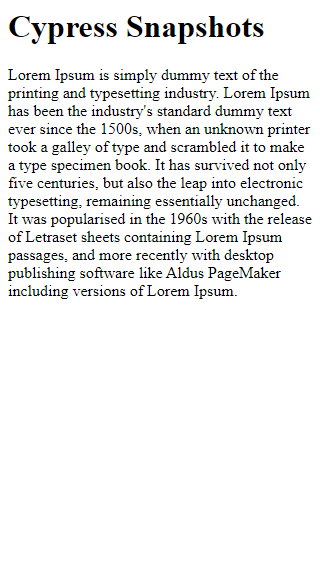 Cypress Snapshots
Lorem Ipsum is simply dummy text of the
printing and typesetting industry. Lorem Ipsum
has been the industry's standard dummy text
ever since the 1500s, when an unknown printer
took a galley of type and scrambled it to make
a type specimen book. It has survived not only
five centuries, but also the leap into electronic
typesetting, remaining essentially unchanged.
It was popularised in the 1960s with the release
of Letraset sheets containing Lorem Ipsum
passages, and more recently with desktop
publishing software like Aldus PageMaker
including versions of Lorem Ipsum.